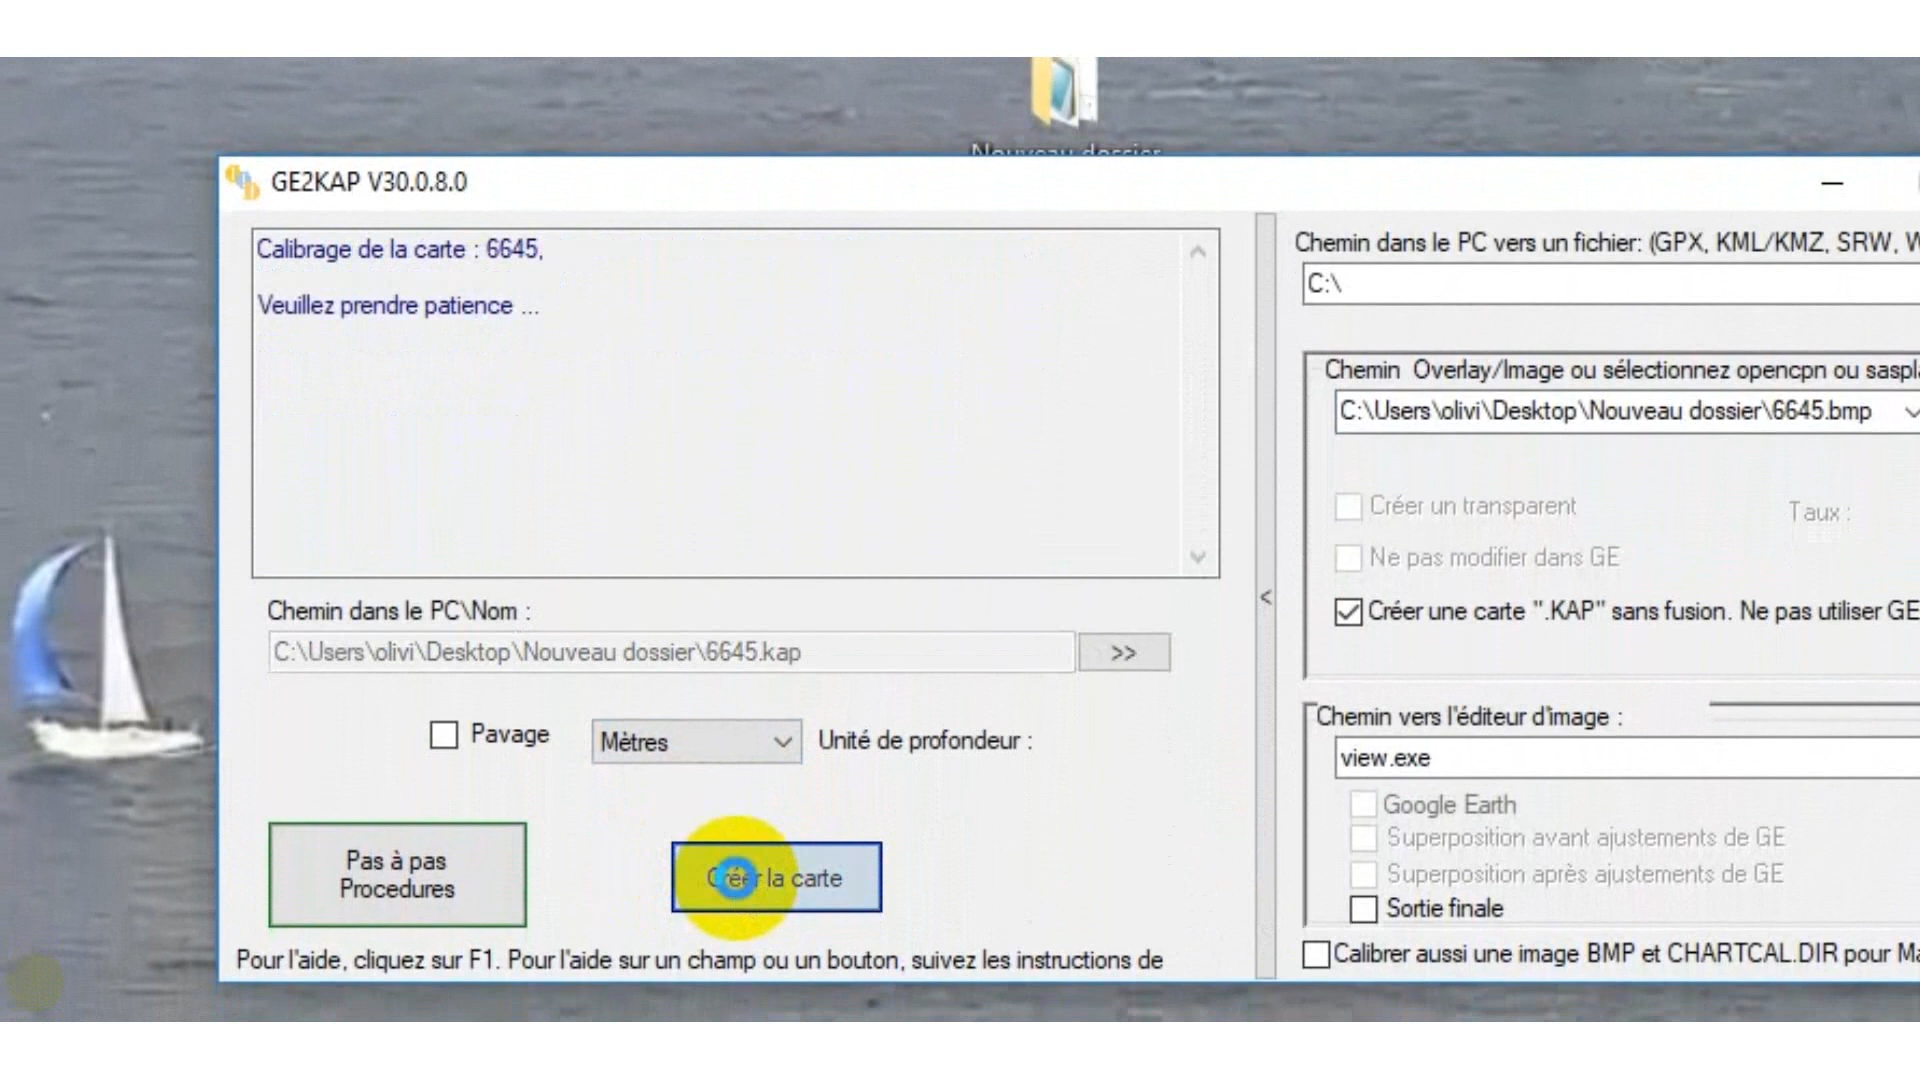 Nouveau dossier
GE2KAP V30.0.8.0
Calibrage de la carte : 6645,
Veuillez prendre patience ...
Chemin dans le PC\Nom :
C:\Users\olivi\Desktop\Nouveau dossier\6645.kap
>>
Pavage
Mètres
Unité de profondeur :
Pas à pas
Procedures
Créer la carte
Pour l'aide, cliquez sur F1. Pour l'aide sur un champ ou un bouton, suivez les instructions de
<
Chemin dans le PC vers un fichier: (GPX, KML/KMZ, SRW,
C:\
Chemin Overlay/Image ou sélectionnez opencpn ou
C:\Users\olivi\Desktop\Nouveau dossier\6645.bmp
Créer un transparent
Taux :
Ne pas modifier dans GE
Créer une carte ".KAP" sans fusion. Ne pas utiliser GE
Chemin vers l'éditeur d'image :
view.exe
Google Earth
Superposition avant ajustements de GE
Superposition après ajustements de GE
Sortie finale
Calibrer aussi une image BMP et CHARTCAL.DIR pour